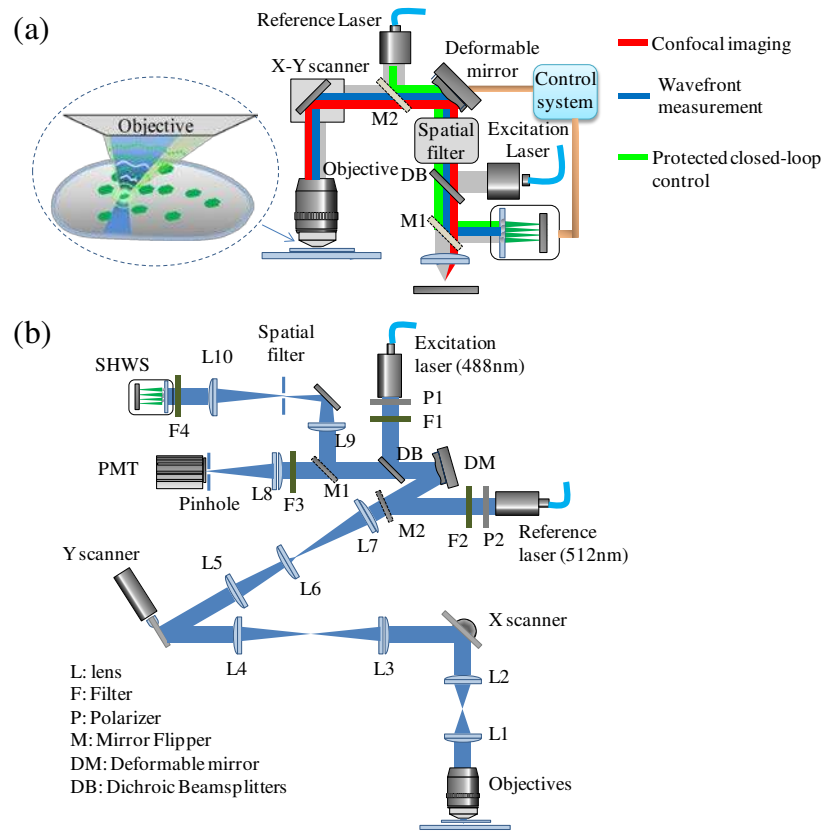 (a)
Reference Laser
X-Y scanner
Deformable
mirror
M2
Control
system
Confocal imaging
Wavefront
measurement
Protected closed-loop
control
Objective
Spatial
filter
Excitation
Laser
Objective
DB
M1
(b)
SHWS
L10
Spatial
filter
Excitation
laser (488nm)
P1
F1
F4
L9
DB
DM
PMT
Pinhole
L8
F3
M1
M2
L7
F2
P2
Reference
laser (512nm)
Y scanner
L5
L6
X scanner
L4
L3
L2
L1
Objectives
L: lens
F: Filter
P: Polarizer
M: Mirror Flipper
DM: Deformable mirror
DB: Dichroic Beamsplitters